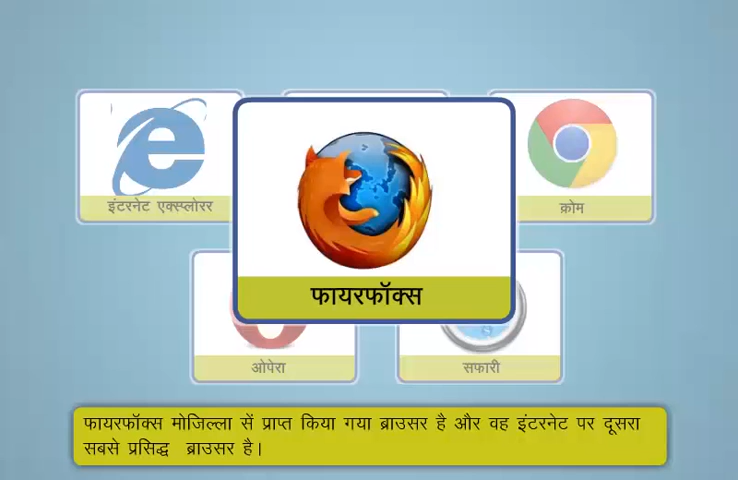 इंटरनेट एक्स्प्लोरर
क्रोम
फायरफॉक्स
ओपेरा
सफारी
फायरफॉक्स मोजिल्ला सें प्राप्त किया गया ब्राउसर है और वह इंटरनेट पर दूसरा
सबसे प्रसिद्ध ब्राउसर है।